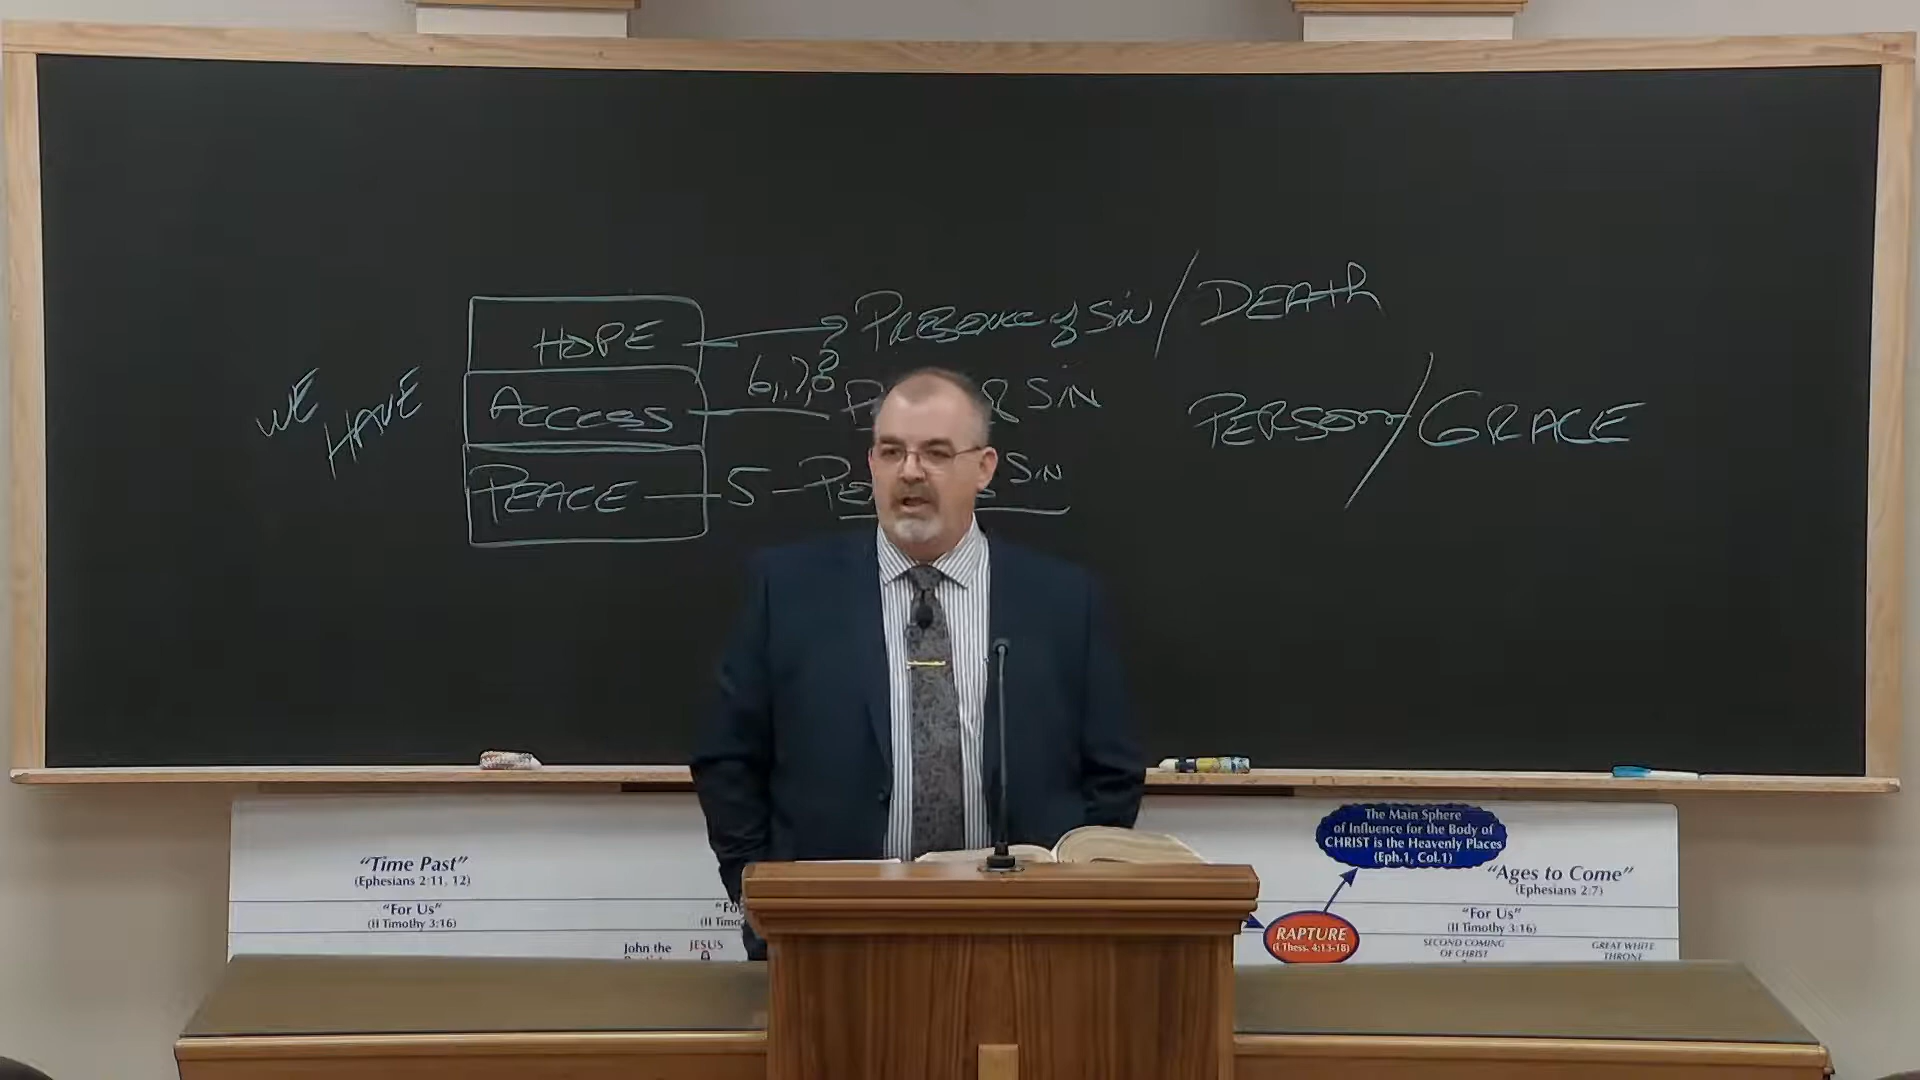 HOPE
PRESENCE of SIN / DEATH
WE
HAVE
6, 7, 8
ACCESS
SIN
PERSON / GRACE
PEACE
5
SIN
The Main Sphere
of Influence for the Body of
CHRIST is the Heavenly Places
(Eph.1, Col.1)
"Time Past"
(Ephesians 2:11, 12)
"Ages to Come"
(Ephesians 2:7)
"For Us"
(II Timothy 3:16)
"For Us"
(II Timothy 3:16)
RAPTURE
(I Thess. 4:13-18)
John the
JESUS
SECOND COMING
OF CHRIST
GREAT WHITE
THRONE